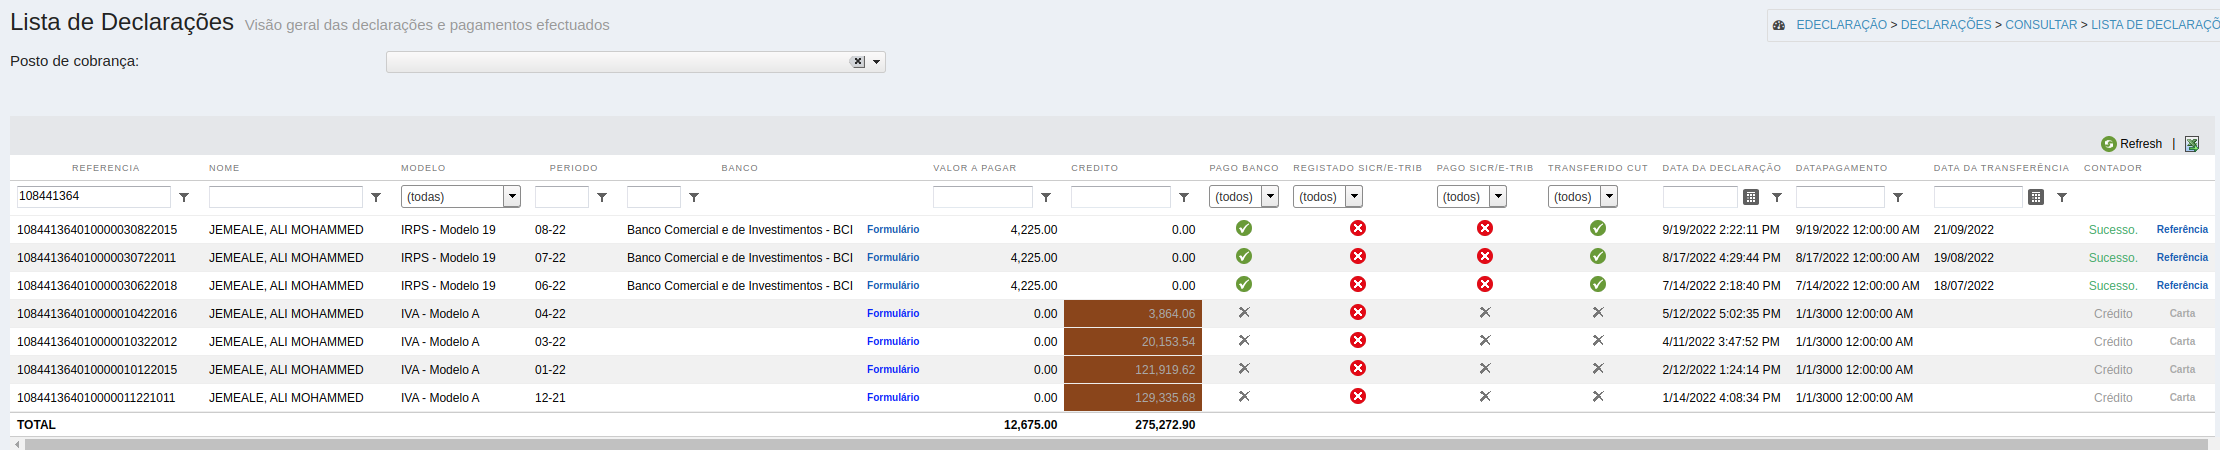 Lista de Declarações Visão geral das declarações e pagamentos efectuados
EDECLARAÇÃO > DECLARAÇÕES > CONSULTAR > LISTA DE DECLARAÇÕ
Posto de cobrança:
Refresh |
REFERENCIA NOME MODELO PERIODO BANCO VALOR A PAGAR CREDITO PAGO BANCO REGISTADO SICR/E-TRIB PAGO SICR/E-TRIB TRANSFERIDO CUT DATA DA DECLARAÇÃO DATAPAGAMENTO DATA DA TRANSFERÊNCIA CONTADOR
108441364 (todas) (todos) (todos) (todos) (todos)
108441364010000030822015 JEMEALE, ALI MOHAMMED IRPS - Modelo 19 08-22 Banco Comercial e de Investimentos - BCI Formulário 4,225.00 0.00 9/19/2022 2:22:11 PM 9/19/2022 12:00:00 AM 21/09/2022 Sucesso. Referência
108441364010000030722011 JEMEALE, ALI MOHAMMED IRPS - Modelo 19 07-22 Banco Comercial e de Investimentos - BCI Formulário 4,225.00 0.00 8/17/2022 4:29:44 PM 8/17/2022 12:00:00 AM 19/08/2022 Sucesso. Referência
108441364010000030622018 JEMEALE, ALI MOHAMMED IRPS - Modelo 19 06-22 Banco Comercial e de Investimentos - BCI Formulário 4,225.00 0.00 7/14/2022 2:18:40 PM 7/14/2022 12:00:00 AM 18/07/2022 Sucesso. Referência
108441364010000010422016 JEMEALE, ALI MOHAMMED IVA - Modelo A 04-22 Formulário 0.00 3,864.06 5/12/2022 5:02:35 PM 1/1/3000 12:00:00 AM Crédito Carta
108441364010000010322012 JEMEALE, ALI MOHAMMED IVA - Modelo A 03-22 Formulário 0.00 20,153.54 4/11/2022 3:47:52 PM 1/1/3000 12:00:00 AM Crédito Carta
108441364010000010122015 JEMEALE, ALI MOHAMMED IVA - Modelo A 01-22 Formulário 0.00 121,919.62 2/12/2022 1:24:14 PM 1/1/3000 12:00:00 AM Crédito Carta
108441364010000011221011 JEMEALE, ALI MOHAMMED IVA - Modelo A 12-21 Formulário 0.00 129,335.68 1/14/2022 4:08:34 PM 1/1/3000 12:00:00 AM Crédito Carta
TOTAL 12,675.00 275,272.90